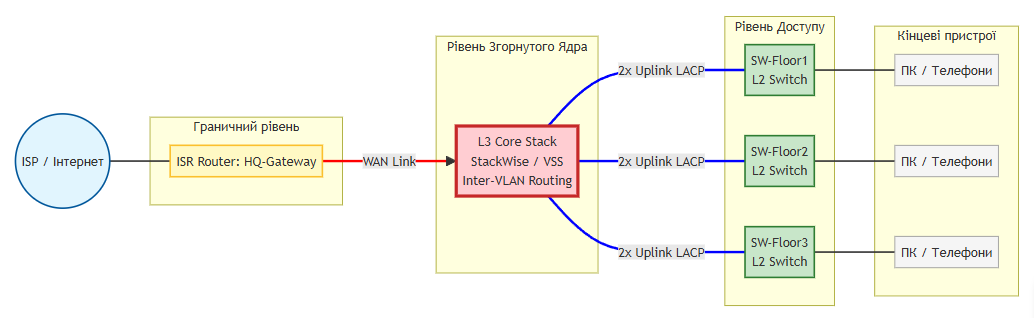 ISP / Інтернет
Граничний рівень
ISR Router: HQ-Gateway
WAN Link
Рівень Згорнутого Ядра
L3 Core Stack
StackWise / VSS
Inter-VLAN Routing
2x Uplink LACP
2x Uplink LACP
2x Uplink LACP
Рівень Доступу
SW-Floor1
L2 Switch
SW-Floor2
L2 Switch
SW-Floor3
L2 Switch
Кінцеві пристрої
ПК / Телефони
ПК / Телефони
ПК / Телефони